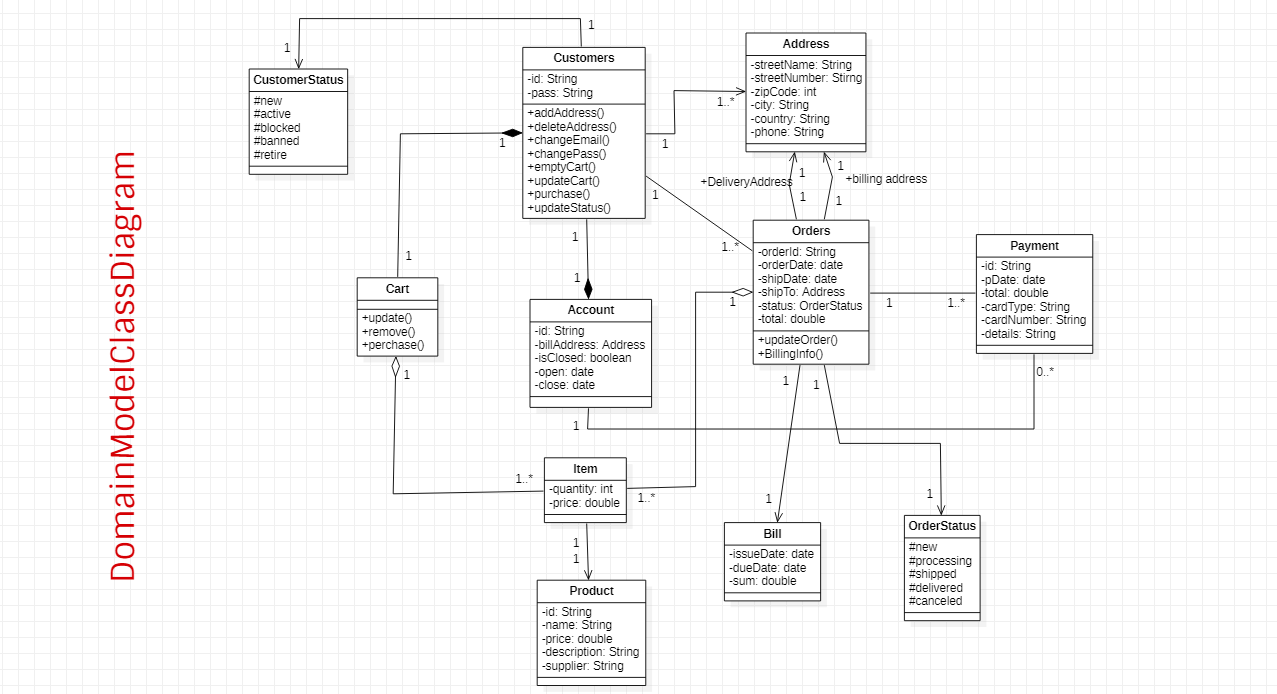 DomainModelClassDiagram
1
1
CustomerStatus
#new
#active
#blocked
#banned
#retire
Customers
-id: String
-pass: String
+addAddress()
+deleteAddress()
+changeEmail()
+changePass()
+emptyCart()
+updateCart()
+purchase()
+updateStatus()
1
1
1
1..*
Address
-streetName: String
-streetNumber: Stirng
-zipCode: int
-city: String
-country: String
-phone: String
1
1..*
+DeliveryAddress
1
1
1
1
+billing address
Orders
-orderId: String
-orderDate: date
-shipDate: date
-shipTo: Address
-status: OrderStatus
-total: double
+updateOrder()
+BillingInfo()
1
1..*
Payment
-id: String
-pDate: date
-total: double
-cardType: String
-cardNumber: String
-details: String
0..*
Cart
+update()
+remove()
+perchase()
1
1..*
1
1
Account
-id: String
-billAddress: Address
-isClosed: boolean
-open: date
-close: date
1
1
1..*
Item
-quantity: int
-price: double
1
1
Product
-id: String
-name: String
-price: double
-description: String
-supplier: String
1
1
Bill
-issueDate: date
-dueDate: date
-sum: double
1
1
OrderStatus
#new
#processing
#shipped
#delivered
#canceled